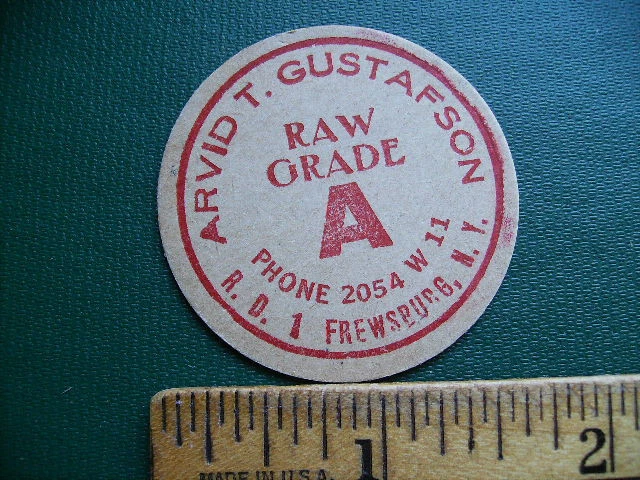 ARVID T. GUSTAFSON
RAW
GRADE
A
PHONE 2054 W 11
R. D. 1 FREWSBURG, N. Y.
1 2
MADE IN U.S.A.